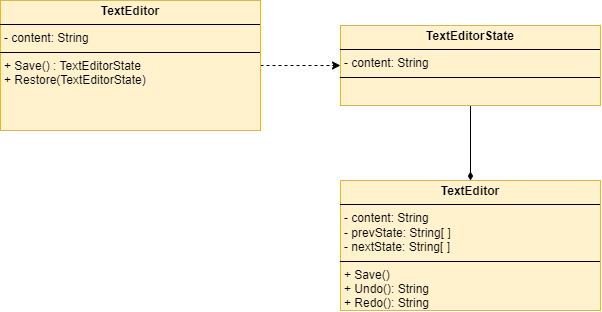 TextEditor
- content: String
+ Save() : TextEditorState
+ Restore(TextEditorState)
TextEditorState
- content: String
TextEditor
- content: String
- prevState: String[ ]
- nextState: String[ ]
+ Save()
+ Undo(): String
+ Redo(): String